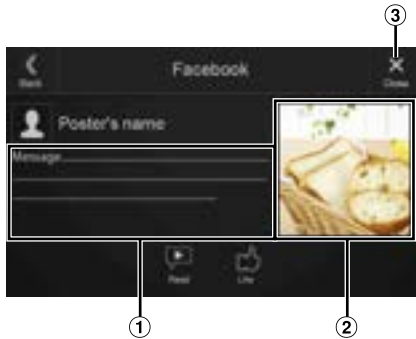 ③
Back Facebook Close
Poster's name
Message
Read Like
① ②